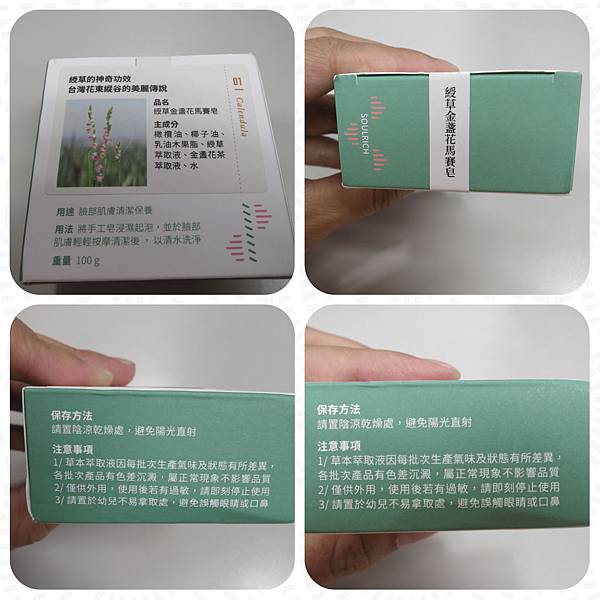 綬草的神奇功效
台灣花東縱谷的美麗傳說
品名
綬草金盞花馬賽皂
主成分
橄欖油、椰子油、
乳油木果脂、綬草
萃取液、金盞花茶
萃取液、水
01 | Calendula
用途 臉部肌膚清潔保養
用法 將手工皂浸濕起泡，並於臉部
肌膚輕輕按摩清潔後，以清水洗淨
重量 100 g
SOULRICH
綬草金盞花馬賽皂
保存方法
請置陰涼乾燥處，避免陽光直射
注意事項
1/ 草本萃取液因每批次生產氣味及狀態有所差異，
各批次產品有色差沉澱，屬正常現象不影響品質
2/ 僅供外用，使用後若有過敏，請即刻停止使用
3/ 請置於幼兒不易拿取處，避免誤觸眼睛或口鼻
保存方法
請置陰涼乾燥處，避免陽光直射
注意事項
1/ 草本萃取液因每批次生產氣味及狀態有所差異，
各批次產品有色差沉澱，屬正常現象不影響品質
2/ 僅供外用，使用後若有過敏，請即刻停止使用
3/ 請置於幼兒不易拿取處，避免誤觸眼睛或口鼻